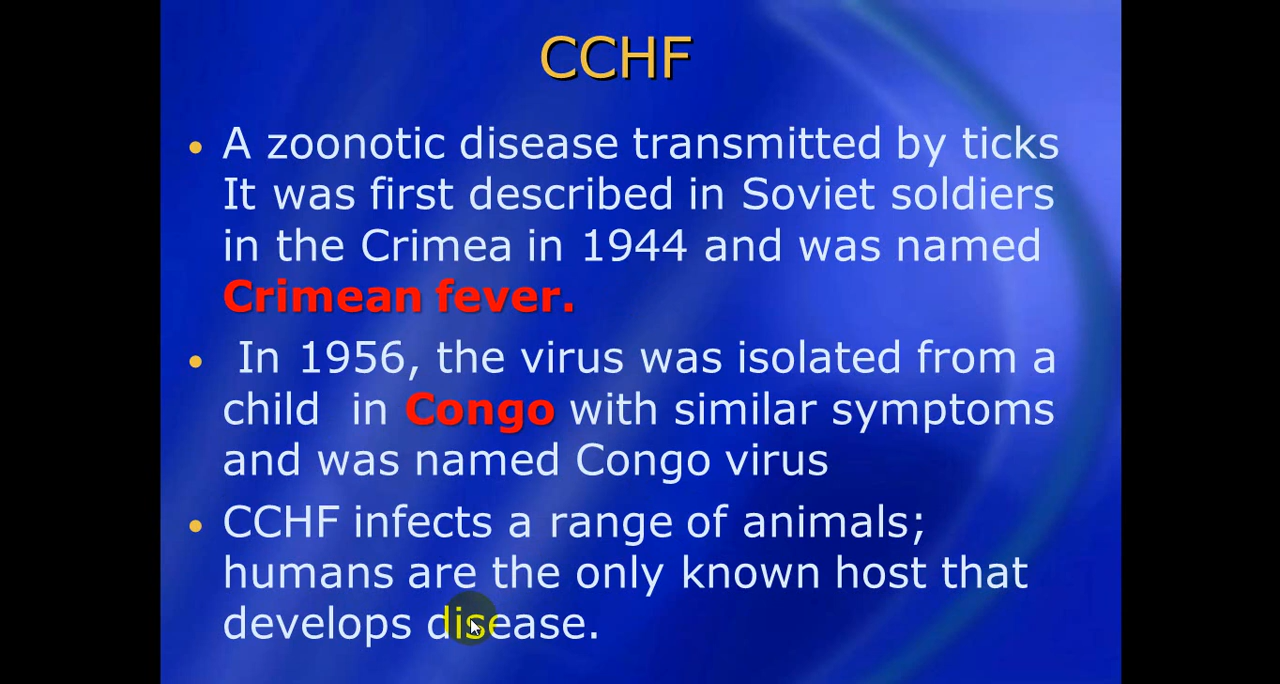 CCHF
• A zoonotic disease transmitted by ticks
It was first described in Soviet soldiers
in the Crimea in 1944 and was named
Crimean fever.
• In 1956, the virus was isolated from a
child in Congo with similar symptoms
and was named Congo virus
• CCHF infects a range of animals;
humans are the only known host that
develops disease.